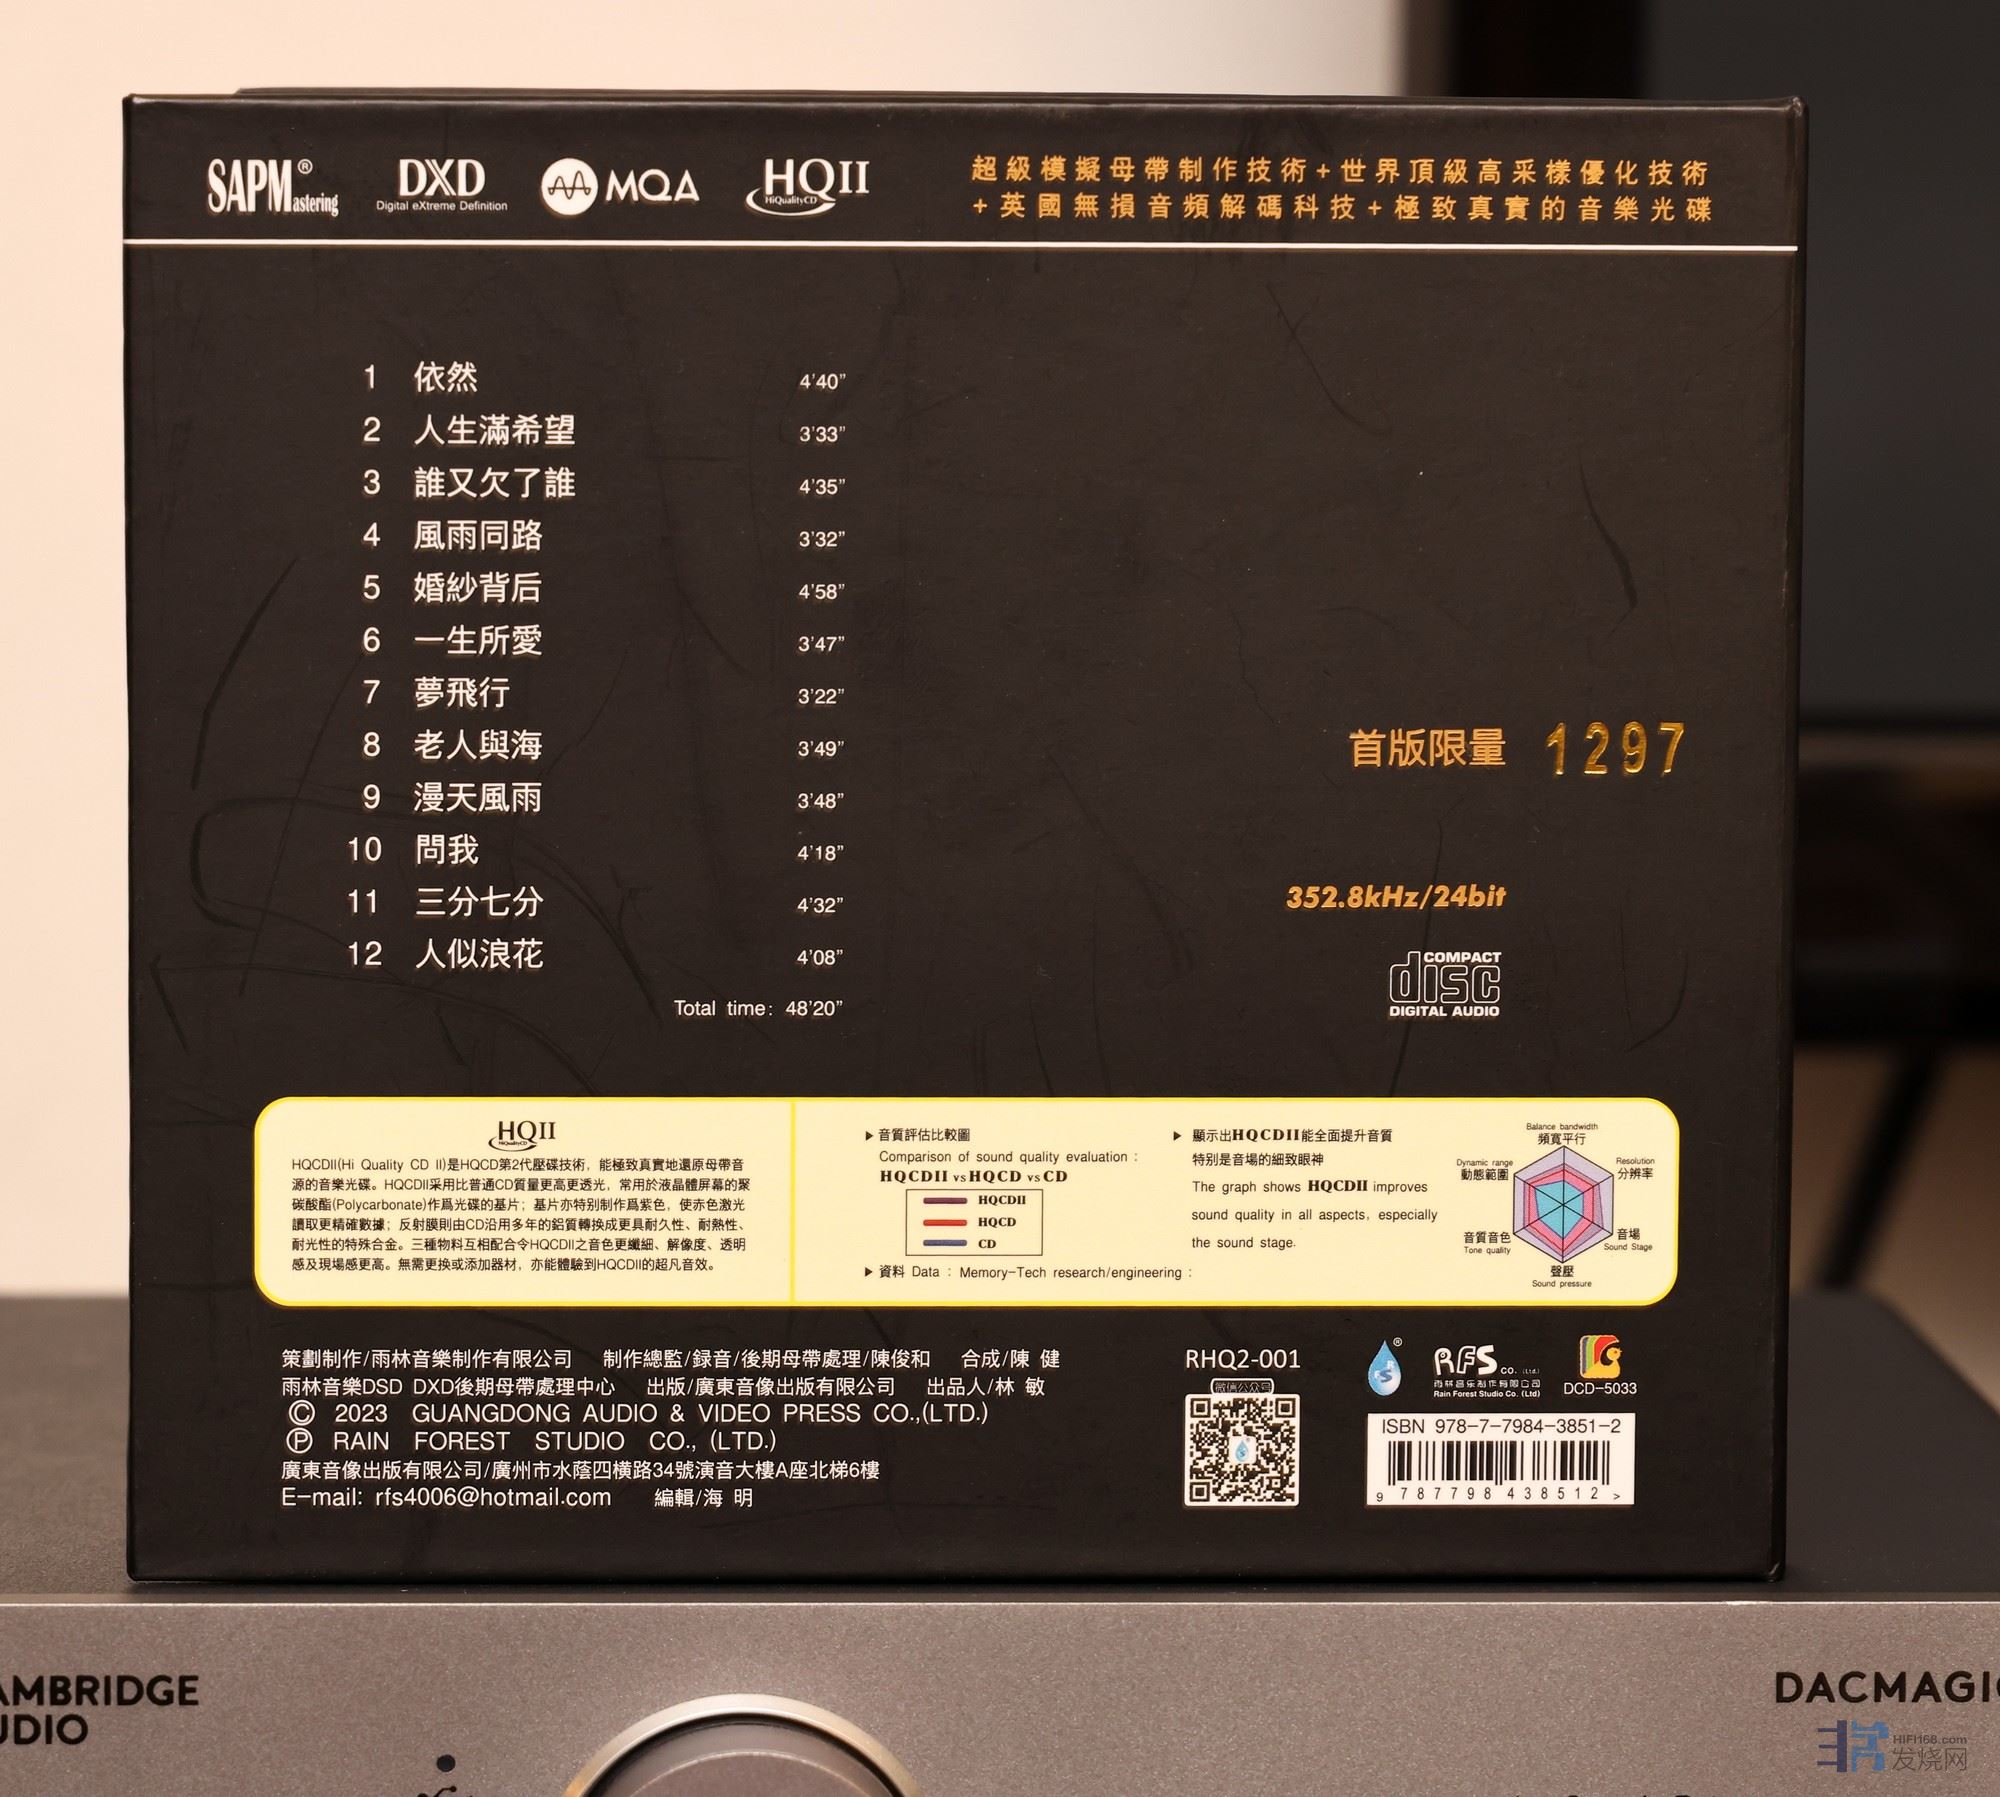 SAPMastering®
DXD
Digital eXtreme Definition
MQA
HQII
HiQualityCD
超級模擬母帶制作技術+世界頂級高采樣優化技術
+英國無損音頻解碼科技+極致真實的音樂光碟
1 依然 4'40"
2 人生滿希望 3'33"
3 誰又欠了誰 4'35"
4 風雨同路 3'32"
5 婚紗背后 4'58"
6 一生所愛 3'47"
7 夢飛行 3'22"
8 老人與海 3'49"
9 漫天風雨 3'48"
10 問我 4'18"
11 三分七分 4'32"
12 人似浪花 4'08"
Total time: 48'20"
首版限量 1297
352.8kHz/24bit
COMPACT
disc
DIGITAL AUDIO
HQII
HiQualityCD
HQCDII(Hi Quality CD II)是HQCD第2代壓碟技術，能極致真實地還原母帶音
源的音樂光碟。HQCDII采用比普通CD質量更高更透光，常用於液晶體屏幕的聚
碳酸酯(Polycarbonate)作爲光碟的基片；基片亦特别制作爲紫色，使赤色激光
讀取更精確數據；反射膜則由CD沿用多年的鋁質轉換成更具耐久性、耐熱性、
耐光性的特殊合金。三種物料互相配合令HQCDII之音色更纖細、解像度、透明
感及現場感更高。無需更换或添加器材，亦能體驗到HQCDII的超凡音效。
▶音質評估比較圖
Comparison of sound quality evaluation :
HQCDII vs HQCD vs CD
HQCDII
HQCD
CD
▶資料 Data : Memory-Tech research/engineering :
▶ 顯示出HQCDII能全面提升音質
特别是音場的細致眼神
The graph shows HQCDII improves
sound quality in all aspects, especially
the sound stage.
Balance bandwidth
頻寬平行
Dynamic range
動態範圍
Resolution
分辨率
音質音色
Tone quality
音場
Sound Stage
聲壓
Sound pressure
策劃制作/雨林音樂制作有限公司 制作總監/録音/後期母帶處理/陳俊和 合成/陳 健
雨林音樂DSD DXD後期母帶處理中心 出版/廣東音像出版有限公司 出品人/林 敏
© 2023 GUANGDONG AUDIO & VIDEO PRESS CO.,(LTD.)
℗ RAIN FOREST STUDIO CO., (LTD.)
廣東音像出版有限公司/廣州市水蔭四横路34號演音大樓A座北梯6樓
E-mail: rfs4006@hotmail.com 編輯/海 明
RHQ2-001
微信公众号
®
RFS CO. (Ltd.)
雨林音乐制作有限公司
Rain Forest Studio Co. (Ltd)
DCD-5033
ISBN 978-7-7984-3851-2
9 787798 438512 >
AMBRIDGE
UDIO
DACMAGIC
HIFI168.com
发烧网